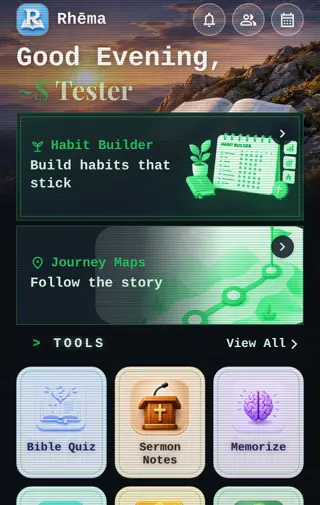 Rhēma
Good Evening,
~$ Tester
Habit Builder
Build habits that
stick
HABIT BUILDER
Journey Maps
Follow the story
> TOOLS
View All
Bible Quiz
Sermon
Notes
Memorize